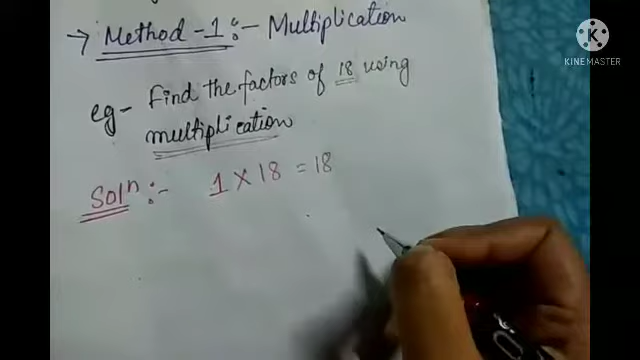 → Method -1 :- Multiplication
eg- Find the factors of 18 using
multiplication
Solⁿ :- 1 × 18 = 18
K
KINEMASTER